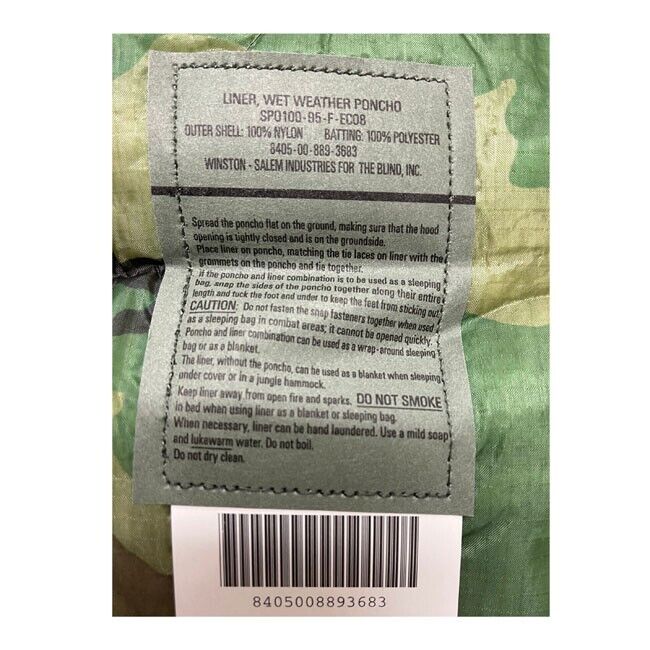 LINER, WET WEATHER PONCHO
SPO100-95-F-EC08
OUTER SHELL: 100% NYLON BATTING: 100% POLYESTER
8405-00-889-3683
WINSTON - SALEM INDUSTRIES FOR THE BLIND, INC.
Spread the poncho flat on the ground, making sure that the hood
opening is tightly closed and is on the groundside.
Place liner on poncho, matching the tie laces on liner with the
grommets on the poncho and tie together.
If the poncho and liner combination is to be used as a sleeping
bag, snap the sides of the poncho together along their entire
length and tuck the foot and under to keep the feet from sticking out.
CAUTION: Do not fasten the snap fasteners together when used
as a sleeping bag in combat areas; it cannot be opened quickly.
Poncho and liner combination can be used as a wrap-around sleeping
bag or as a blanket.
The liner, without the poncho, can be used as a blanket when sleeping
under cover or in a jungle hammock.
Keep liner away from open fire and sparks. DO NOT SMOKE
in bed when using liner as a blanket or sleeping bag.
When necessary, liner can be hand laundered. Use a mild soap
and lukewarm water. Do not boil.
Do not dry clean.
8405008893683